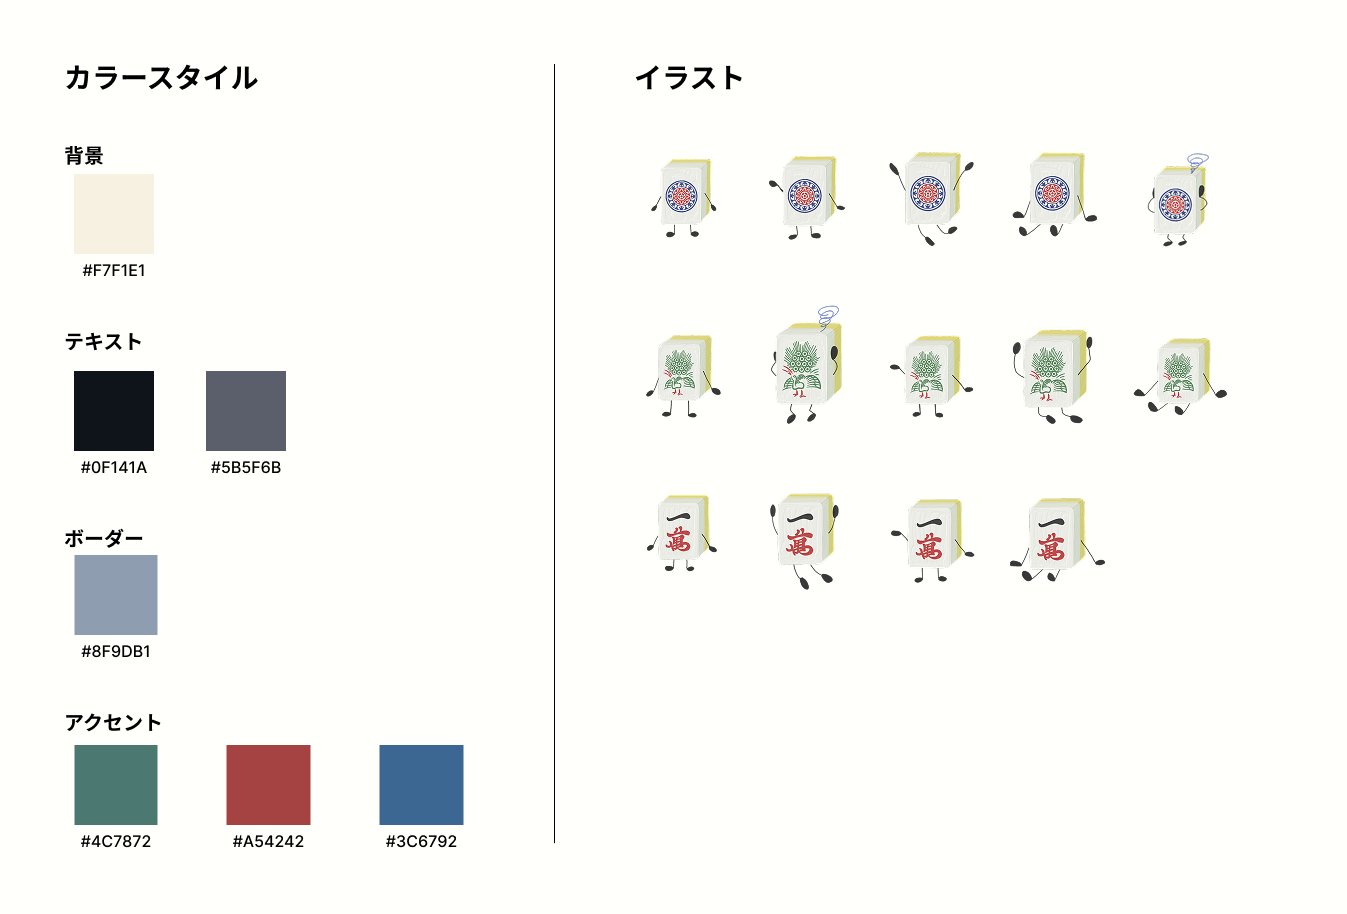 カラースタイル
背景
#F7F1E1
テキスト
#0F141A
#5B5F6B
ボーダー
#8F9DB1
アクセント
#4C7872
#A54242
#3C6792
イラスト
一
萬
一
萬
一
萬
一
萬